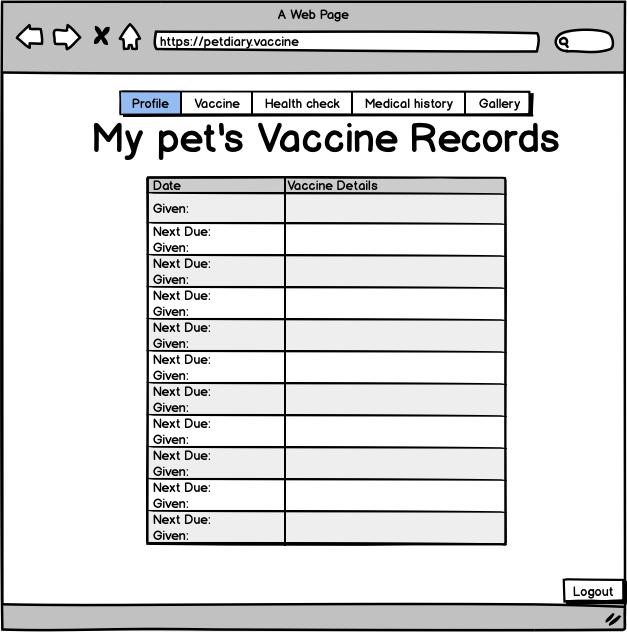 A Web Page
https://petdiary.vaccine
Profile Vaccine Health check Medical history Gallery
My pet's Vaccine Records
Date Vaccine Details
Given:
Next Due:
Given:
Next Due:
Given:
Next Due:
Given:
Next Due:
Given:
Next Due:
Given:
Next Due:
Given:
Next Due:
Given:
Next Due:
Given:
Next Due:
Given:
Next Due:
Given:
Logout